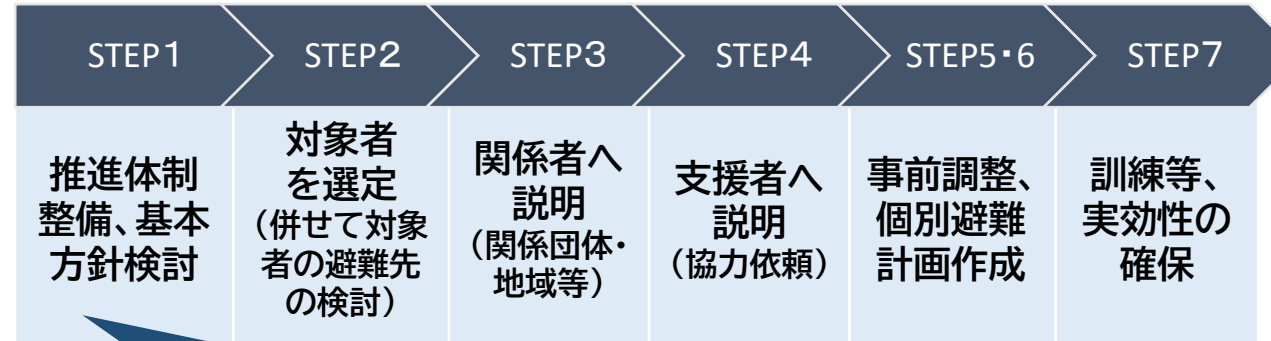 STEP1
STEP2
STEP3
STEP4
STEP5・6
STEP7
推進体制
整備、基本
方針検討
対象者
を選定
（併せて対象
者の避難先
の検討）
関係者へ
説明
（関係団体・
地域等）
支援者へ
説明
（協力依頼）
事前調整、
個別避難
計画作成
訓練等、
実効性の
確保